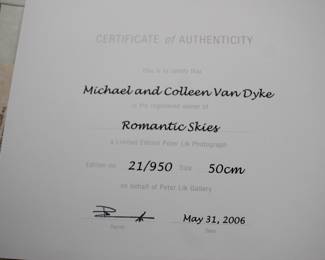 CERTIFICATE of AUTHENTICITY
this is to certify that
Michael and Colleen Van Dyke
is the registered owner of
Romantic Skies
a Limited Edition Peter Lik Photograph
Edition no. 21/950 Size 50cm
on behalf of Peter Lik Gallery
May 31, 2006
Date